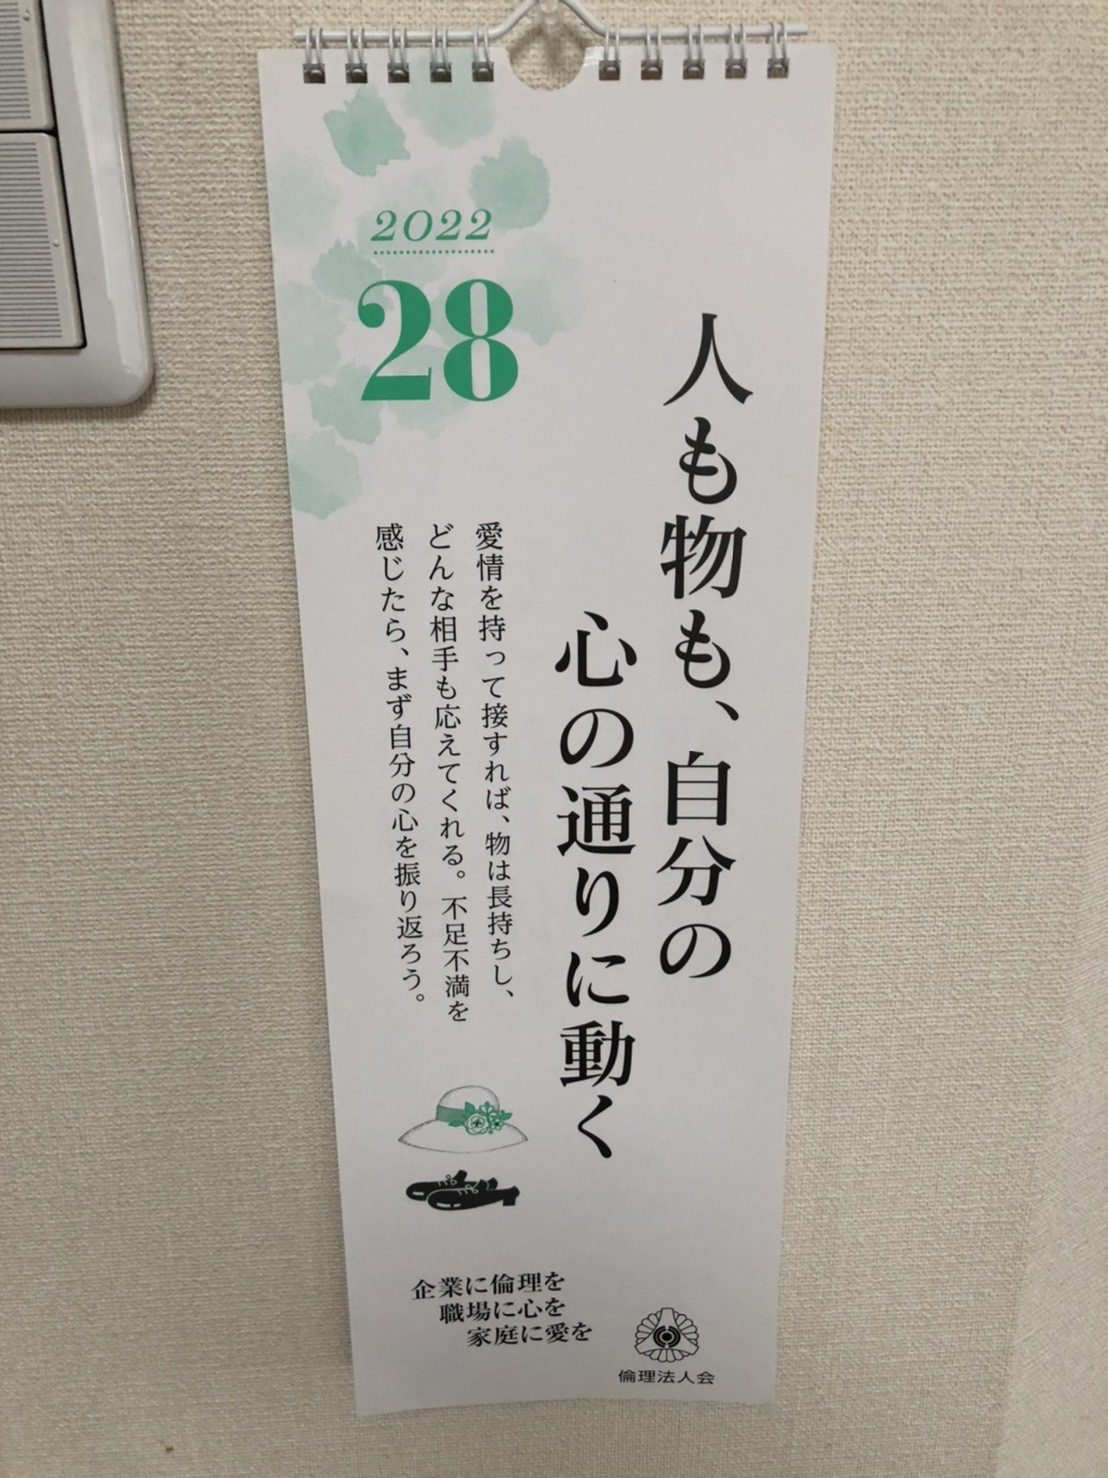 2022
28
人も物も、自分の
心の通りに動く
愛情を持って接すれば、物は長持ちし、
どんな相手も応えてくれる。不足不満を
感じたら、まず自分の心を振り返ろう。
企業に倫理を
職場に心を
家庭に愛を
倫理法人会